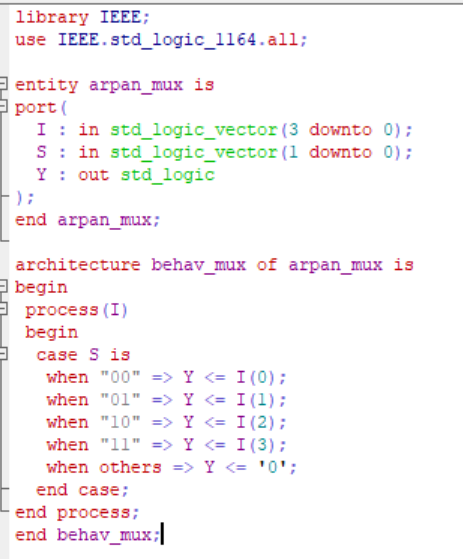 library IEEE;
use IEEE.std_logic_1164.all;
entity arpan_mux is
port(
I : in std_logic_vector(3 downto 0);
S : in std_logic_vector(1 downto 0);
Y : out std_logic
);
end arpan_mux;
architecture behav_mux of arpan_mux is
begin
process(I)
begin
case S is
when "00" => Y <= I(0);
when "01" => Y <= I(1);
when "10" => Y <= I(2);
when "11" => Y <= I(3);
when others => Y <= '0';
end case;
end process;
end behav_mux;